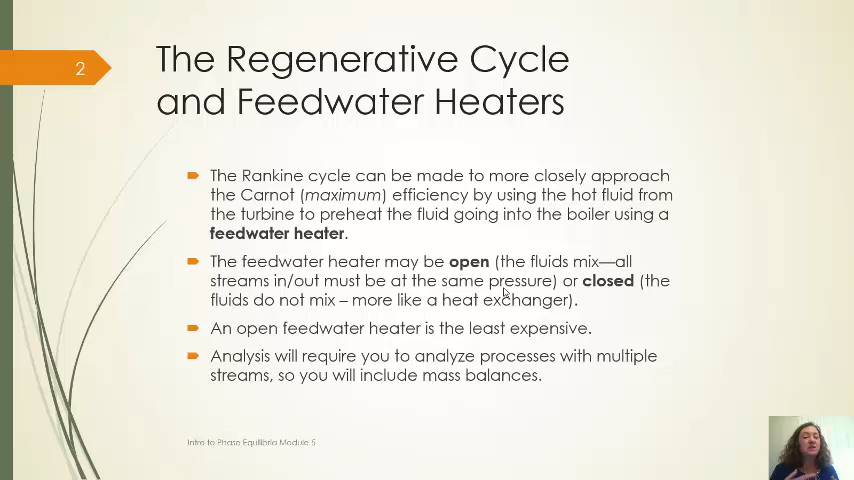 2
The Regenerative Cycle
and Feedwater Heaters
The Rankine cycle can be made to more closely approach
the Carnot (maximum) efficiency by using the hot fluid from
the turbine to preheat the fluid going into the boiler using a
feedwater heater.
The feedwater heater may be open (the fluids mix—all
streams in/out must be at the same pressure) or closed (the
fluids do not mix – more like a heat exchanger).
An open feedwater heater is the least expensive.
Analysis will require you to analyze processes with multiple
streams, so you will include mass balances.
Intro to Phase Equilibria Module 5